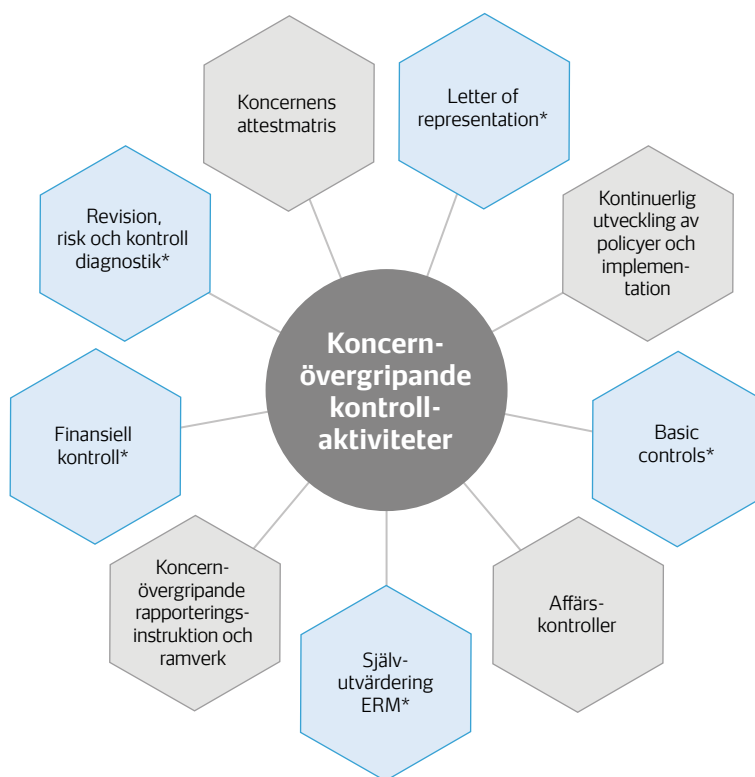 Koncernens
attestmatris
Letter of
representation*
Revision,
risk och kontroll
diagnostik*
Kontinuerlig
utveckling av
policyer och
implemen-
tation
Koncern-
övergripande
kontroll-
aktiviteter
Finansiell
kontroll*
Basic
controls*
Koncern-
övergripande
rapporterings-
instruktion och
ramverk
Affärs-
kontroller
Själv-
utvärdering
ERM*